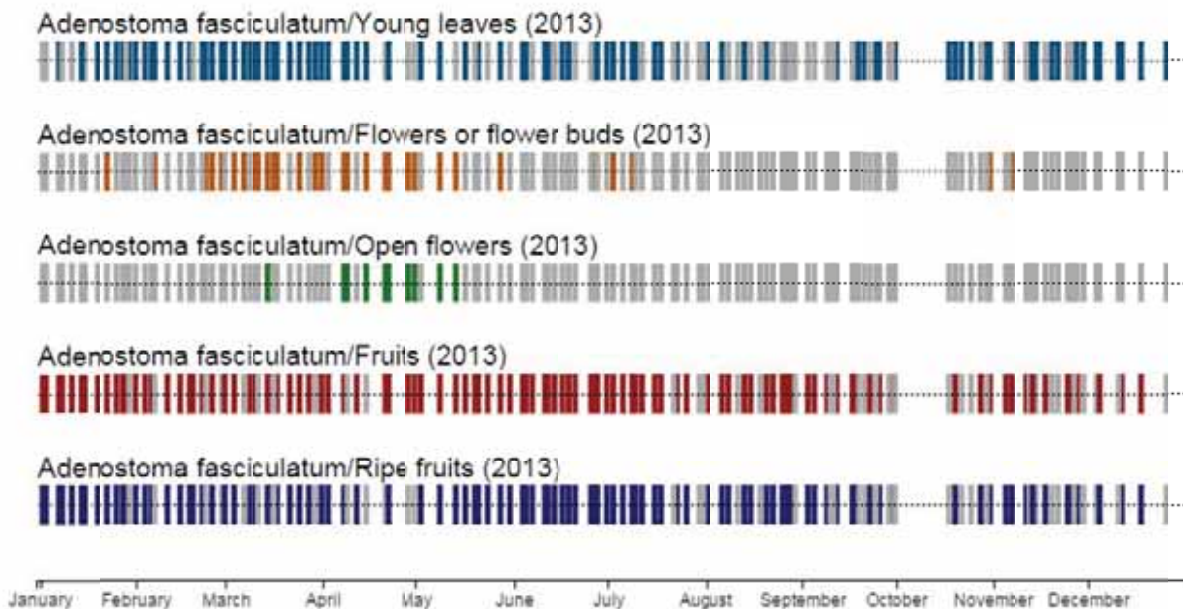 Adenostoma fasciculatum/Young leaves (2013)
Adenostoma fasciculatum/Flowers or flower buds (2013)
Adenostoma fasciculatum/Open flowers (2013)
Adenostoma fasciculatum/Fruits (2013)
Adenostoma fasciculatum/Ripe fruits (2013)
January February March April May June July August September October November December